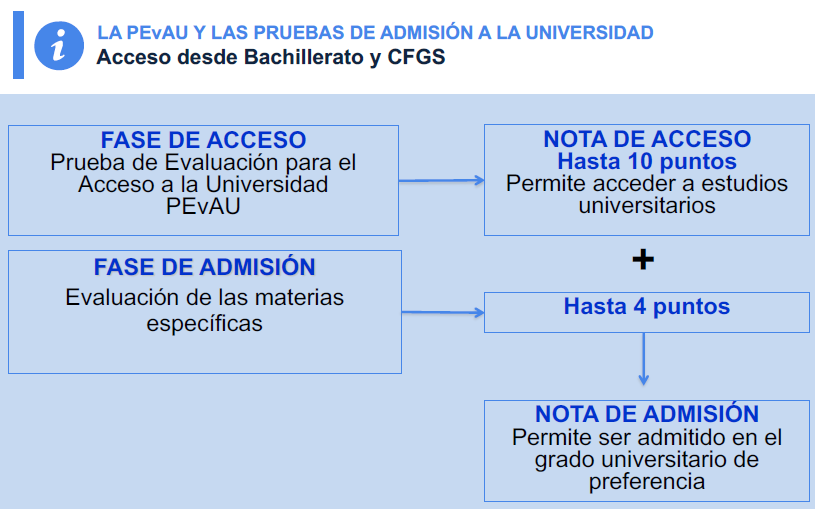 i
LA PEvAU Y LAS PRUEBAS DE ADMISIÓN A LA UNIVERSIDAD
Acceso desde Bachillerato y CFGS
FASE DE ACCESO
Prueba de Evaluación para el
Acceso a la Universidad
PEvAU
NOTA DE ACCESO
Hasta 10 puntos
Permite acceder a estudios
universitarios
+
FASE DE ADMISIÓN
Evaluación de las materias
específicas
Hasta 4 puntos
NOTA DE ADMISIÓN
Permite ser admitido en el
grado universitario de
preferencia